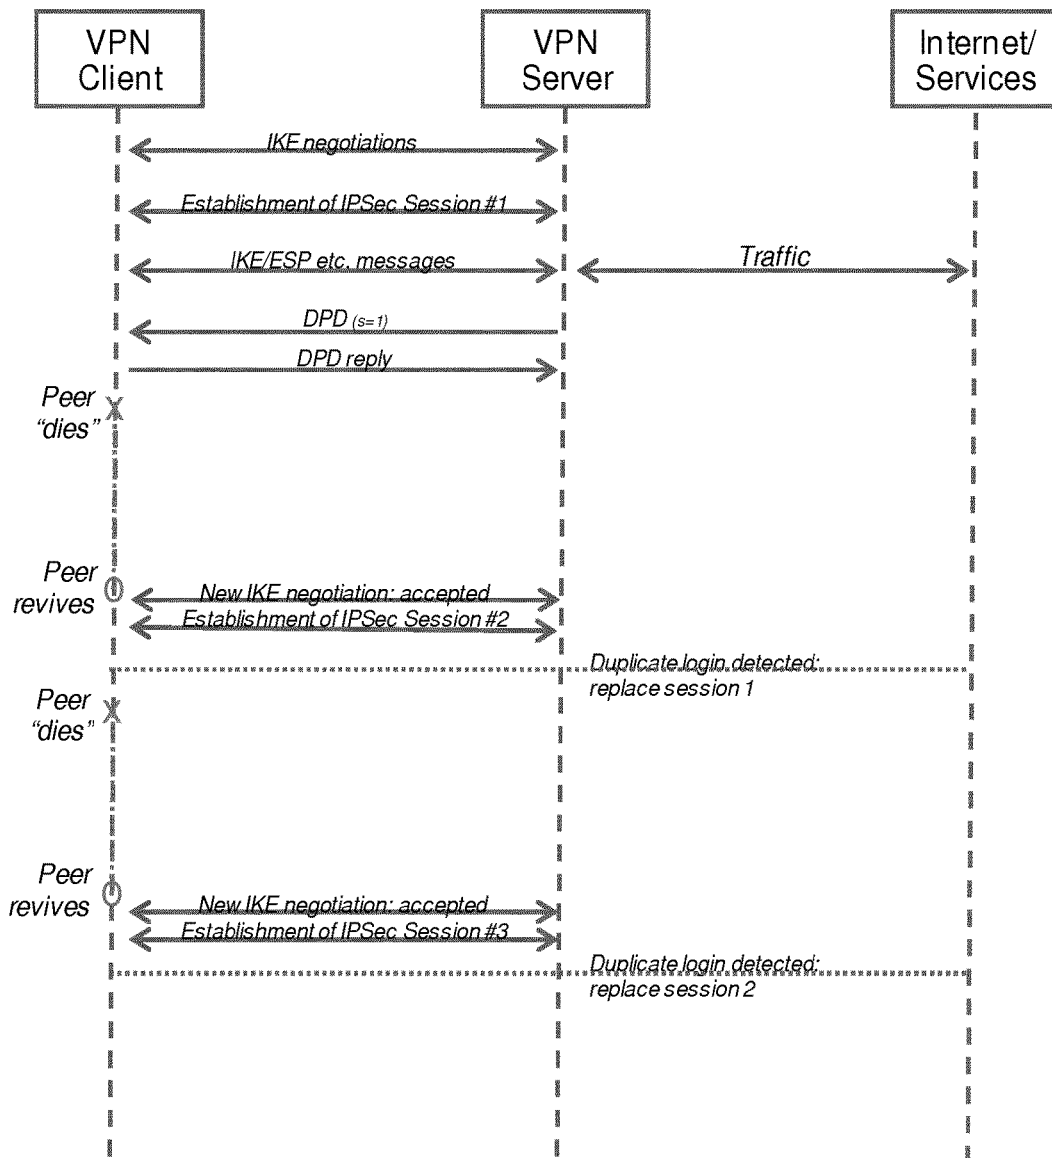 VPN
Client
VPN
Server
Internet/
Services
IKE negotiations
Establishment of IPSec Session #1
IKE/ESP etc. messages
Traffic
DPD (s=1)
DPD reply
Peer
“dies”
Peer
revives
New IKE negotiation: accepted
Establishment of IPSec Session #2
Duplicate login detected:
replace session 1
Peer
“dies”
Peer
revives
New IKE negotiation: accepted
Establishment of IPSec Session #3
Duplicate login detected:
replace session 2